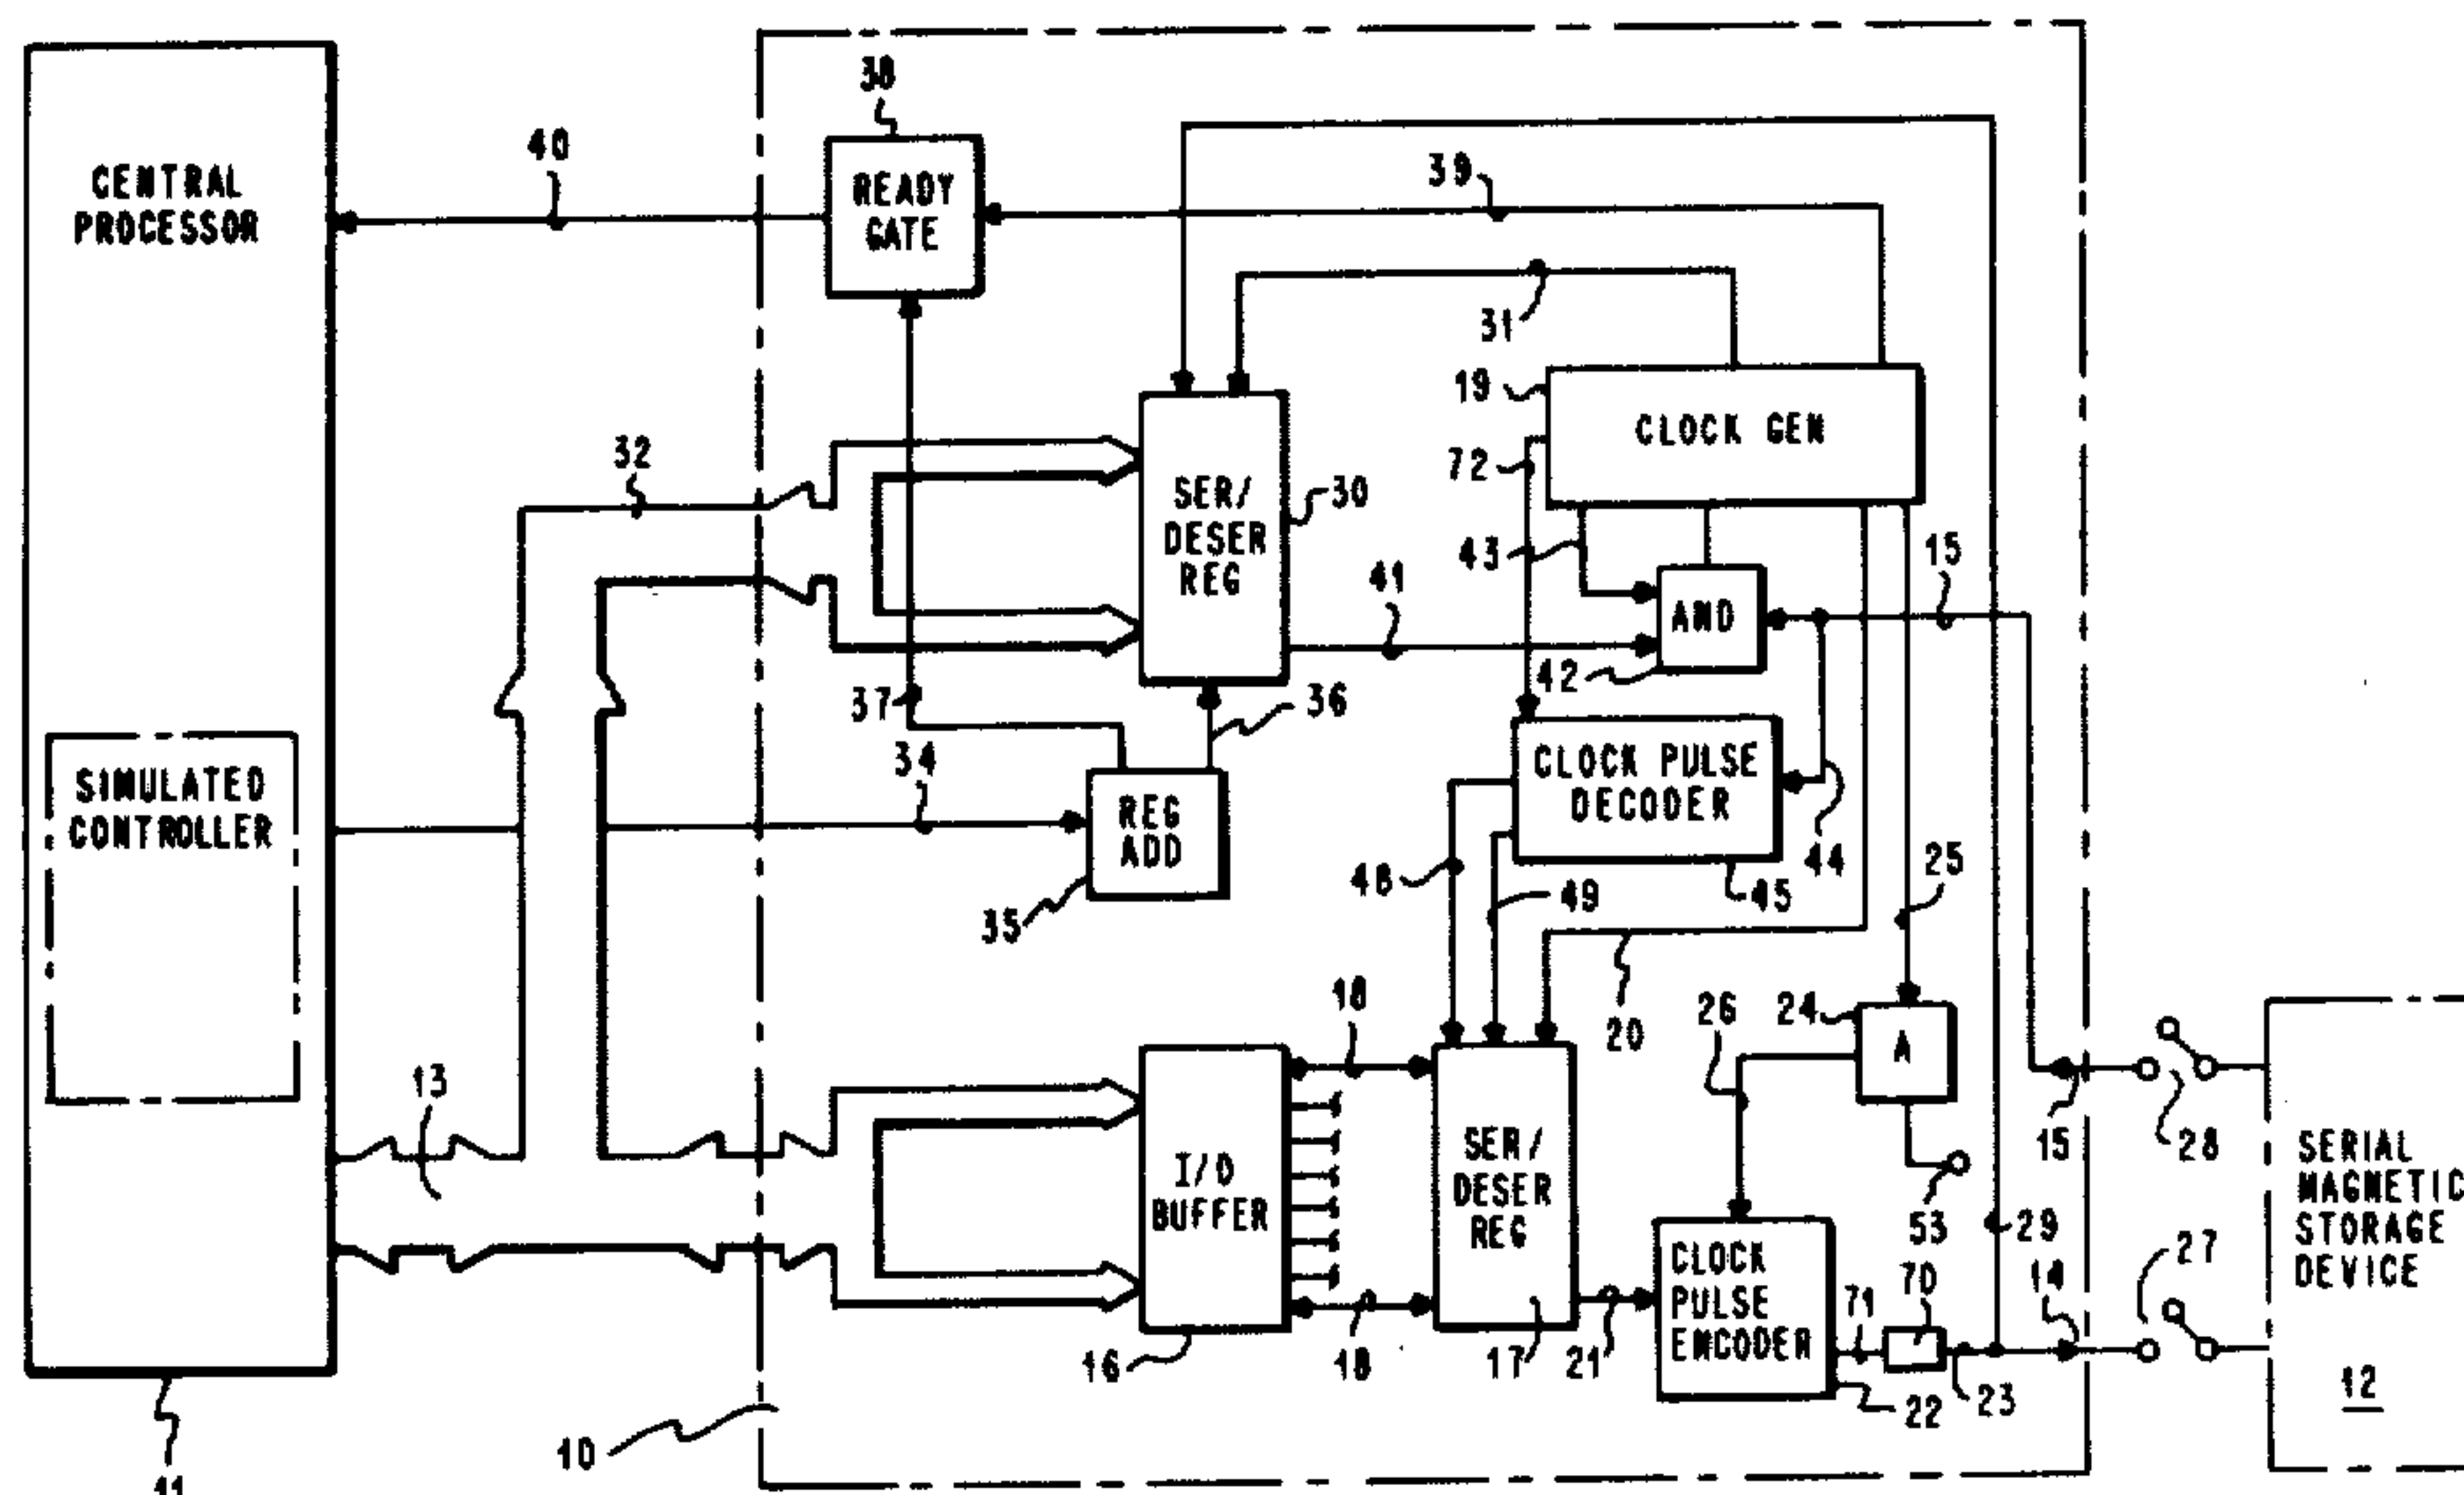 38
40
CENTRAL
PROCESSOR
READY
GATE
39
31
19
CLOCK GEN
32
72
SER/
DESER
REG
30
43
15
41
AND
42
37
36
34
CLOCK PULSE
DECODER
SIMULATED
CONTROLLER
REG
ADD
48
44
25
49
45
35
18
26
24
20
A
13
15
28
SERIAL
MAGNETIC
STORAGE
DEVICE
I/D
BUFFER
SER/
DESER
REG
53
29
27
CLOCK
PULSE
ENCODER
70
14
71
16
18
17
21
23
22
12
10
11